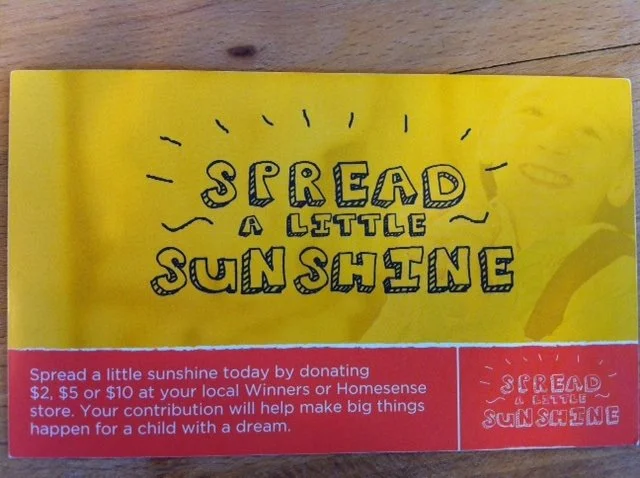 SPREAD
A LITTLE
SUNSHINE
Spread a little sunshine today by donating
$2, $5 or $10 at your local Winners or Homesense
store. Your contribution will help make big things
happen for a child with a dream.
SPREAD
A LITTLE
SUNSHINE